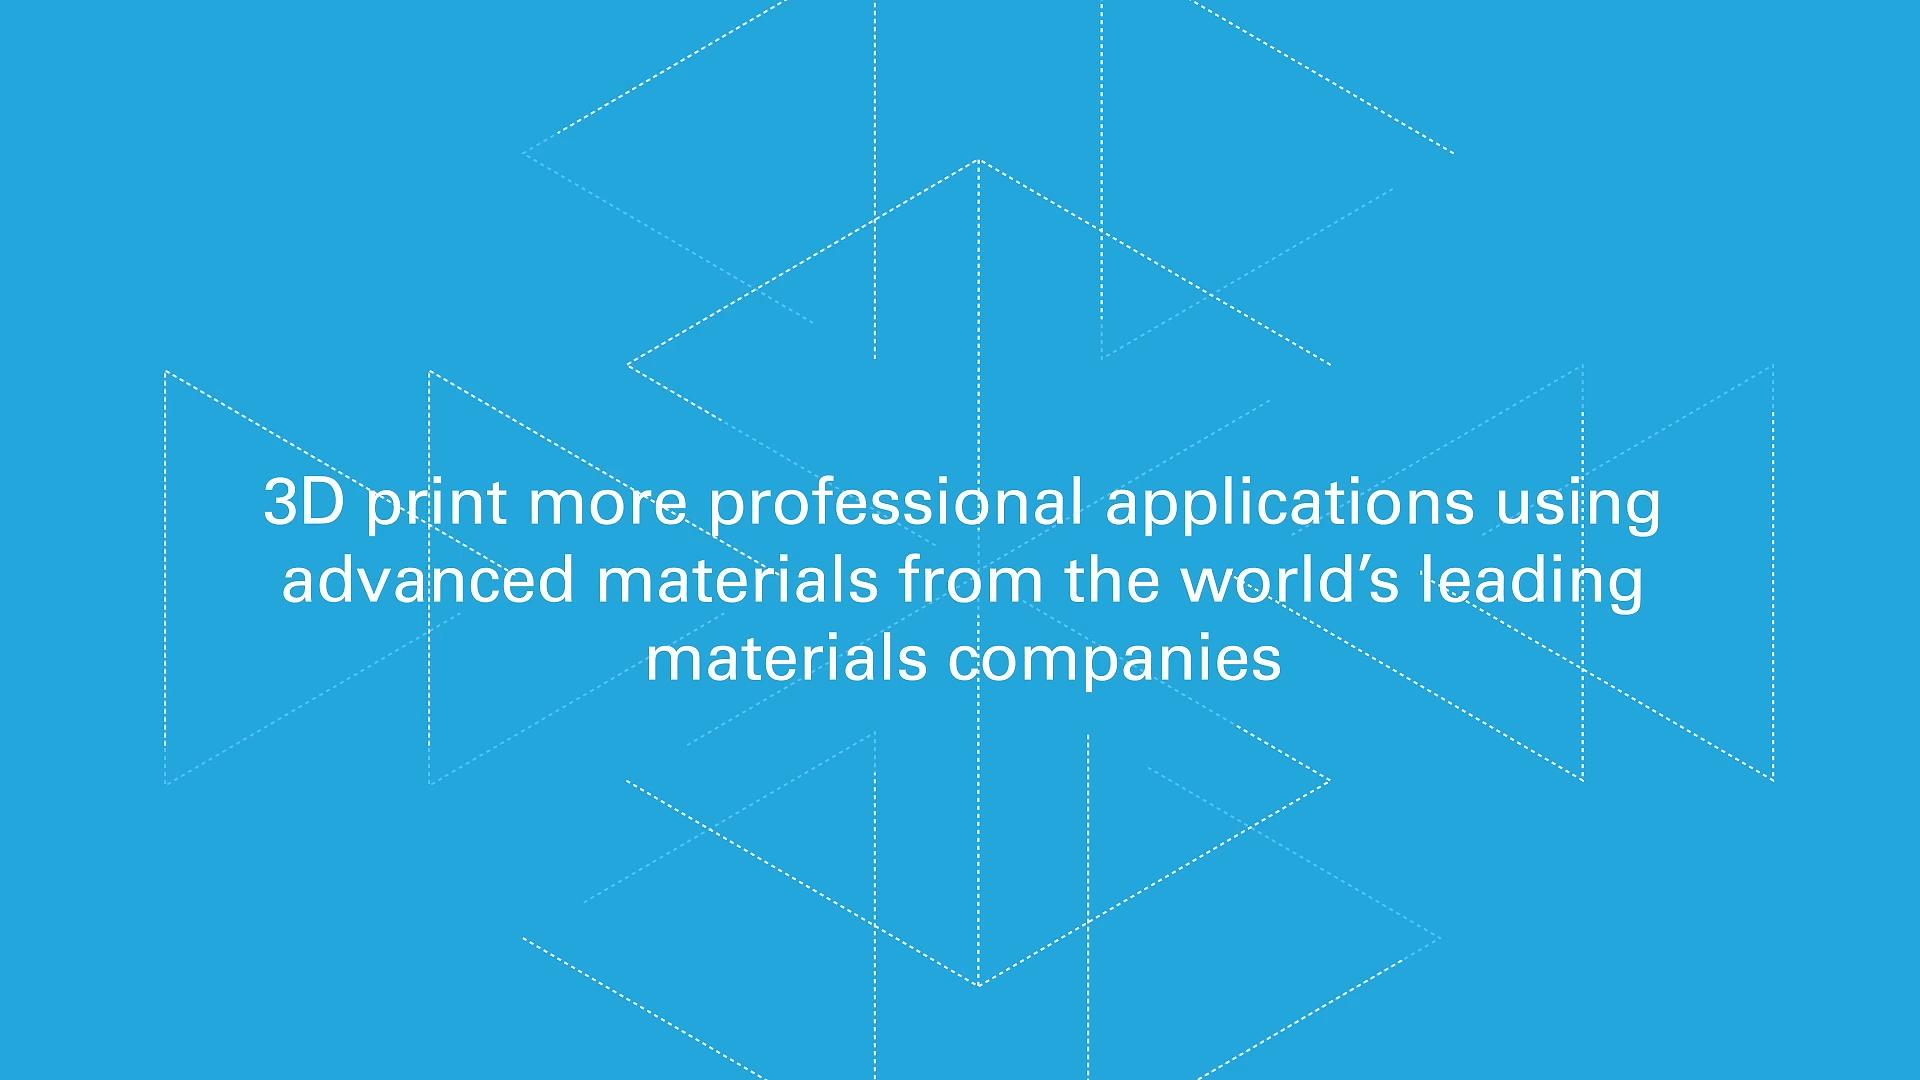 3D print more professional applications using
advanced materials from the world’s leading
materials companies